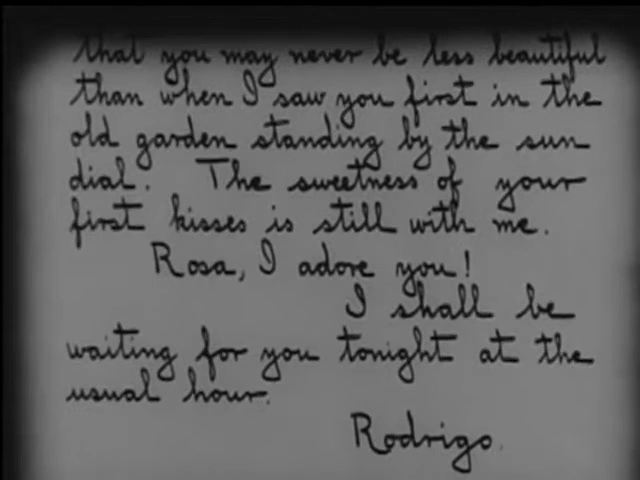 that you may never be less beautiful
than when I saw you first in the
old garden standing by the sun
dial. The sweetness of your
first kisses is still with me.
Rosa, I adore you!
I shall be
waiting for you tonight at the
usual hour.
Rodrigo.